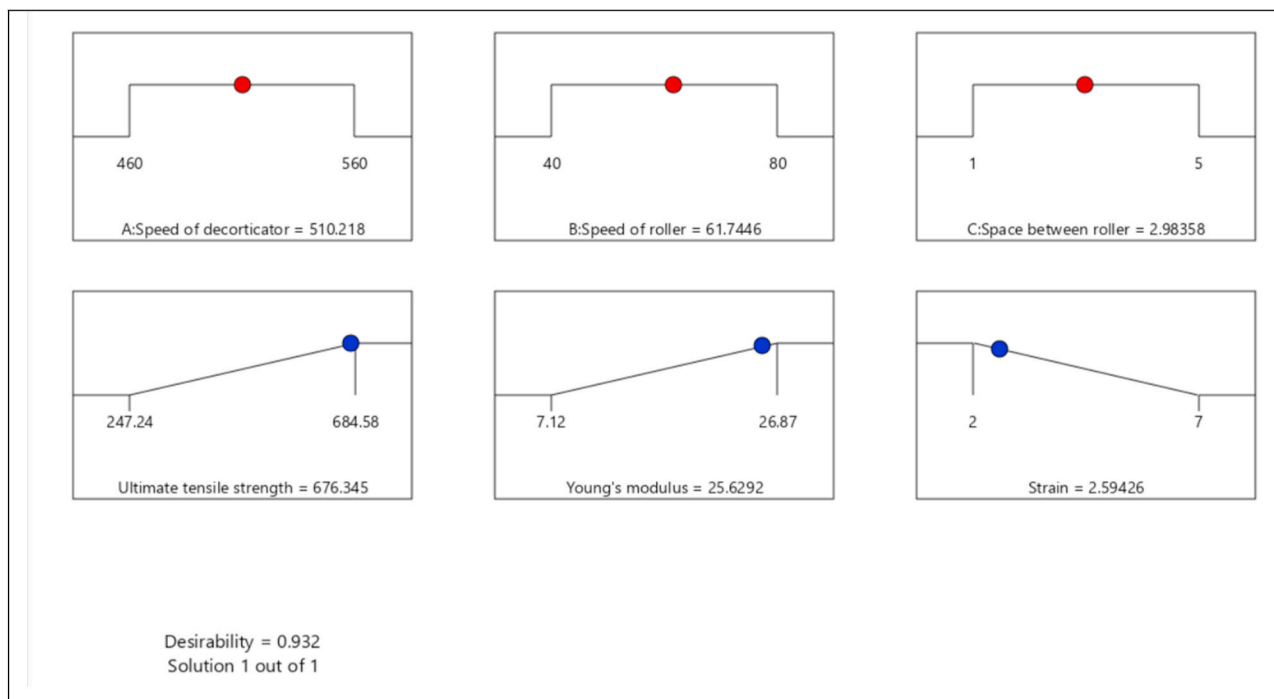 460 560
A:Speed of decorticator = 510.218
40 80
B:Speed of roller = 61.7446
1 5
C:Space between roller = 2.98358
247.24 684.58
Ultimate tensile strength = 676.345
7.12 26.87
Young's modulus = 25.6292
2 7
Strain = 2.59426
Desirability = 0.932
Solution 1 out of 1